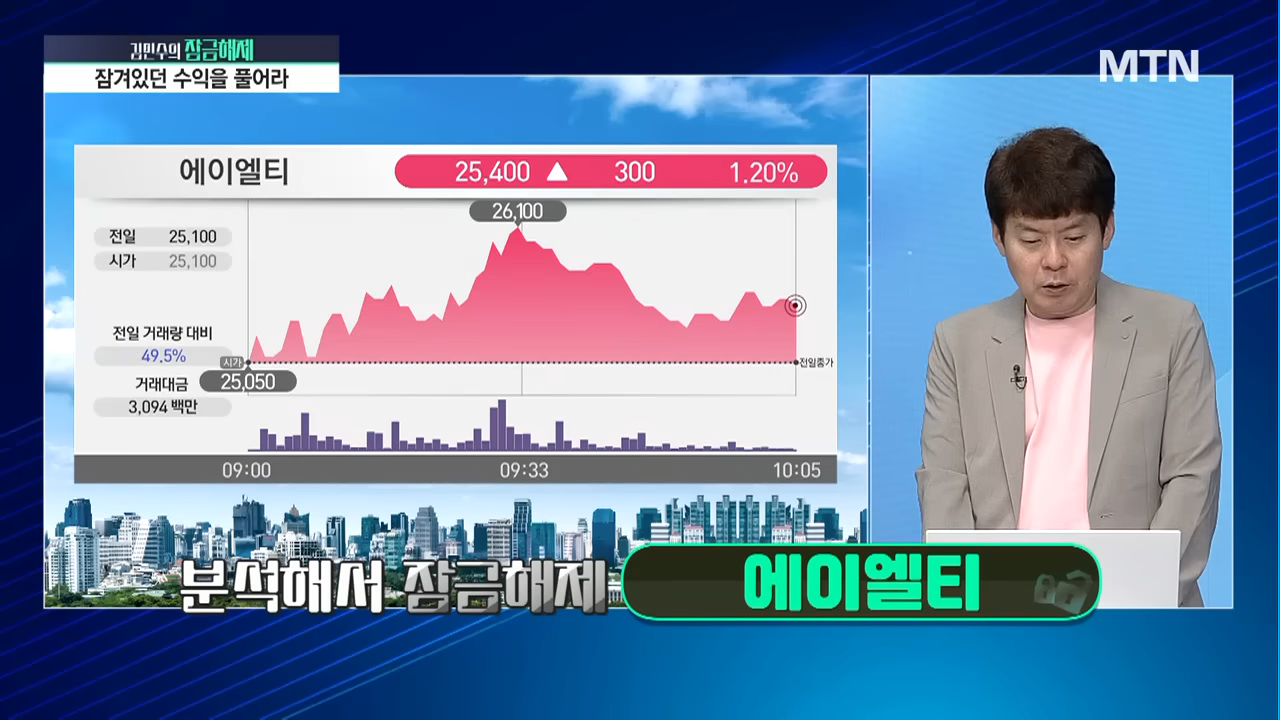 김민수의 잠금해제
잠겨있던 수익을 풀어라
MTN
에이엘티 25,400 ▲ 300 1.20%
26,100
전일 25,100
시가 25,100
전일 거래량 대비
49.5%
시가
전일종가
거래대금
25,050
3,094 백만
09:00 09:33 10:05
분석해서 잠금해제 에이엘티